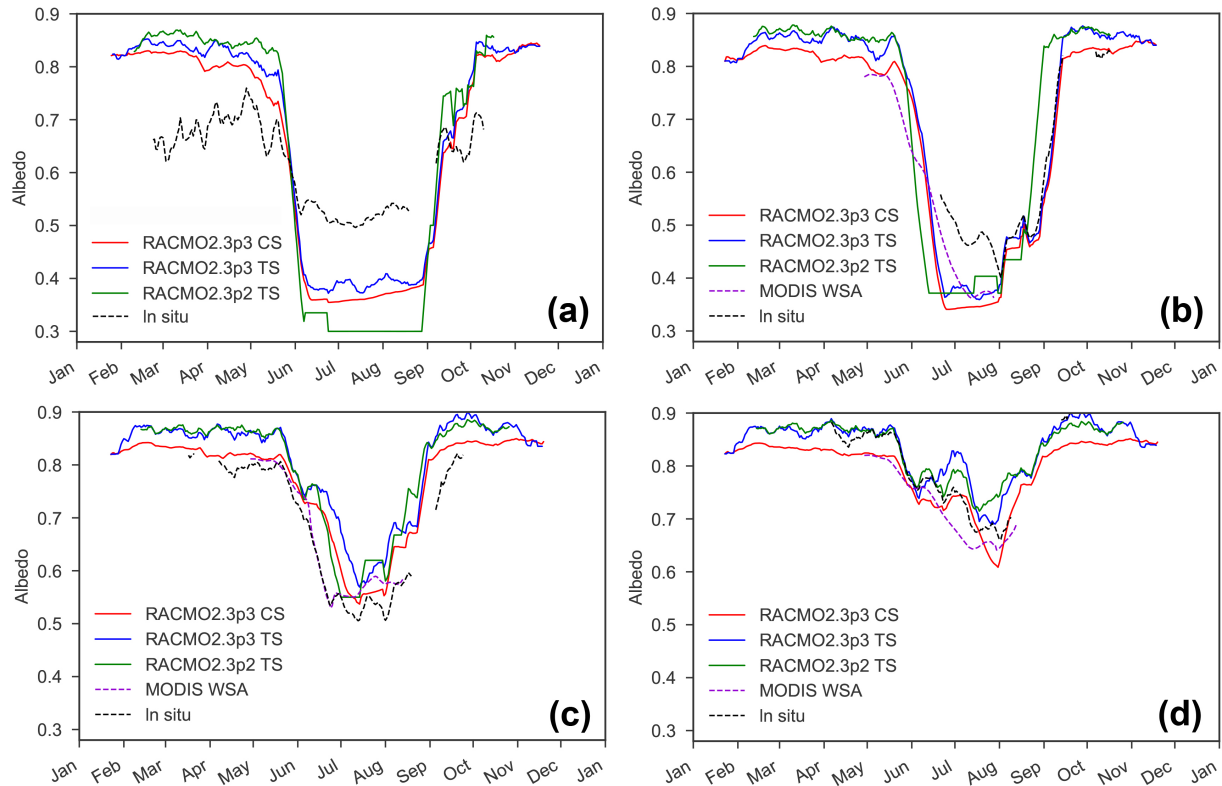 0.9
0.8
0.7
0.6
0.5
0.4
0.3
Albedo
RACMO2.3p3 CS
RACMO2.3p3 TS
RACMO2.3p2 TS
In situ
(a)
Jan Feb Mar Apr May Jun Jul Aug Sep Oct Nov Dec Jan
0.9
0.8
0.7
0.6
0.5
0.4
0.3
Albedo
RACMO2.3p3 CS
RACMO2.3p3 TS
RACMO2.3p2 TS
MODIS WSA
In situ
(b)
Jan Feb Mar Apr May Jun Jul Aug Sep Oct Nov Dec Jan
0.9
0.8
0.7
0.6
0.5
0.4
0.3
Albedo
RACMO2.3p3 CS
RACMO2.3p3 TS
RACMO2.3p2 TS
MODIS WSA
In situ
(c)
Jan Feb Mar Apr May Jun Jul Aug Sep Oct Nov Dec Jan
0.9
0.8
0.7
0.6
0.5
0.4
0.3
Albedo
RACMO2.3p3 CS
RACMO2.3p3 TS
RACMO2.3p2 TS
MODIS WSA
In situ
(d)
Jan Feb Mar Apr May Jun Jul Aug Sep Oct Nov Dec Jan